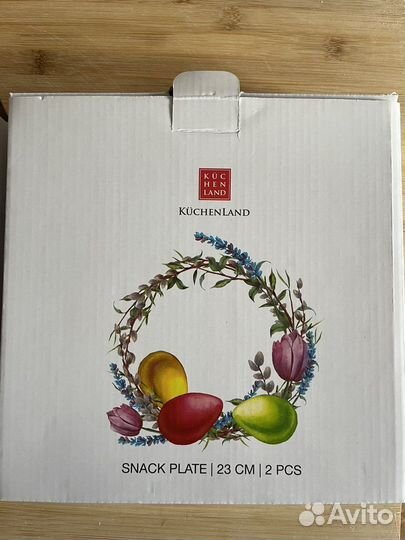 KÜC
HEN
LAND
KÜCHENLAND
SNACK PLATE | 23 CM | 2 PCS
Avito